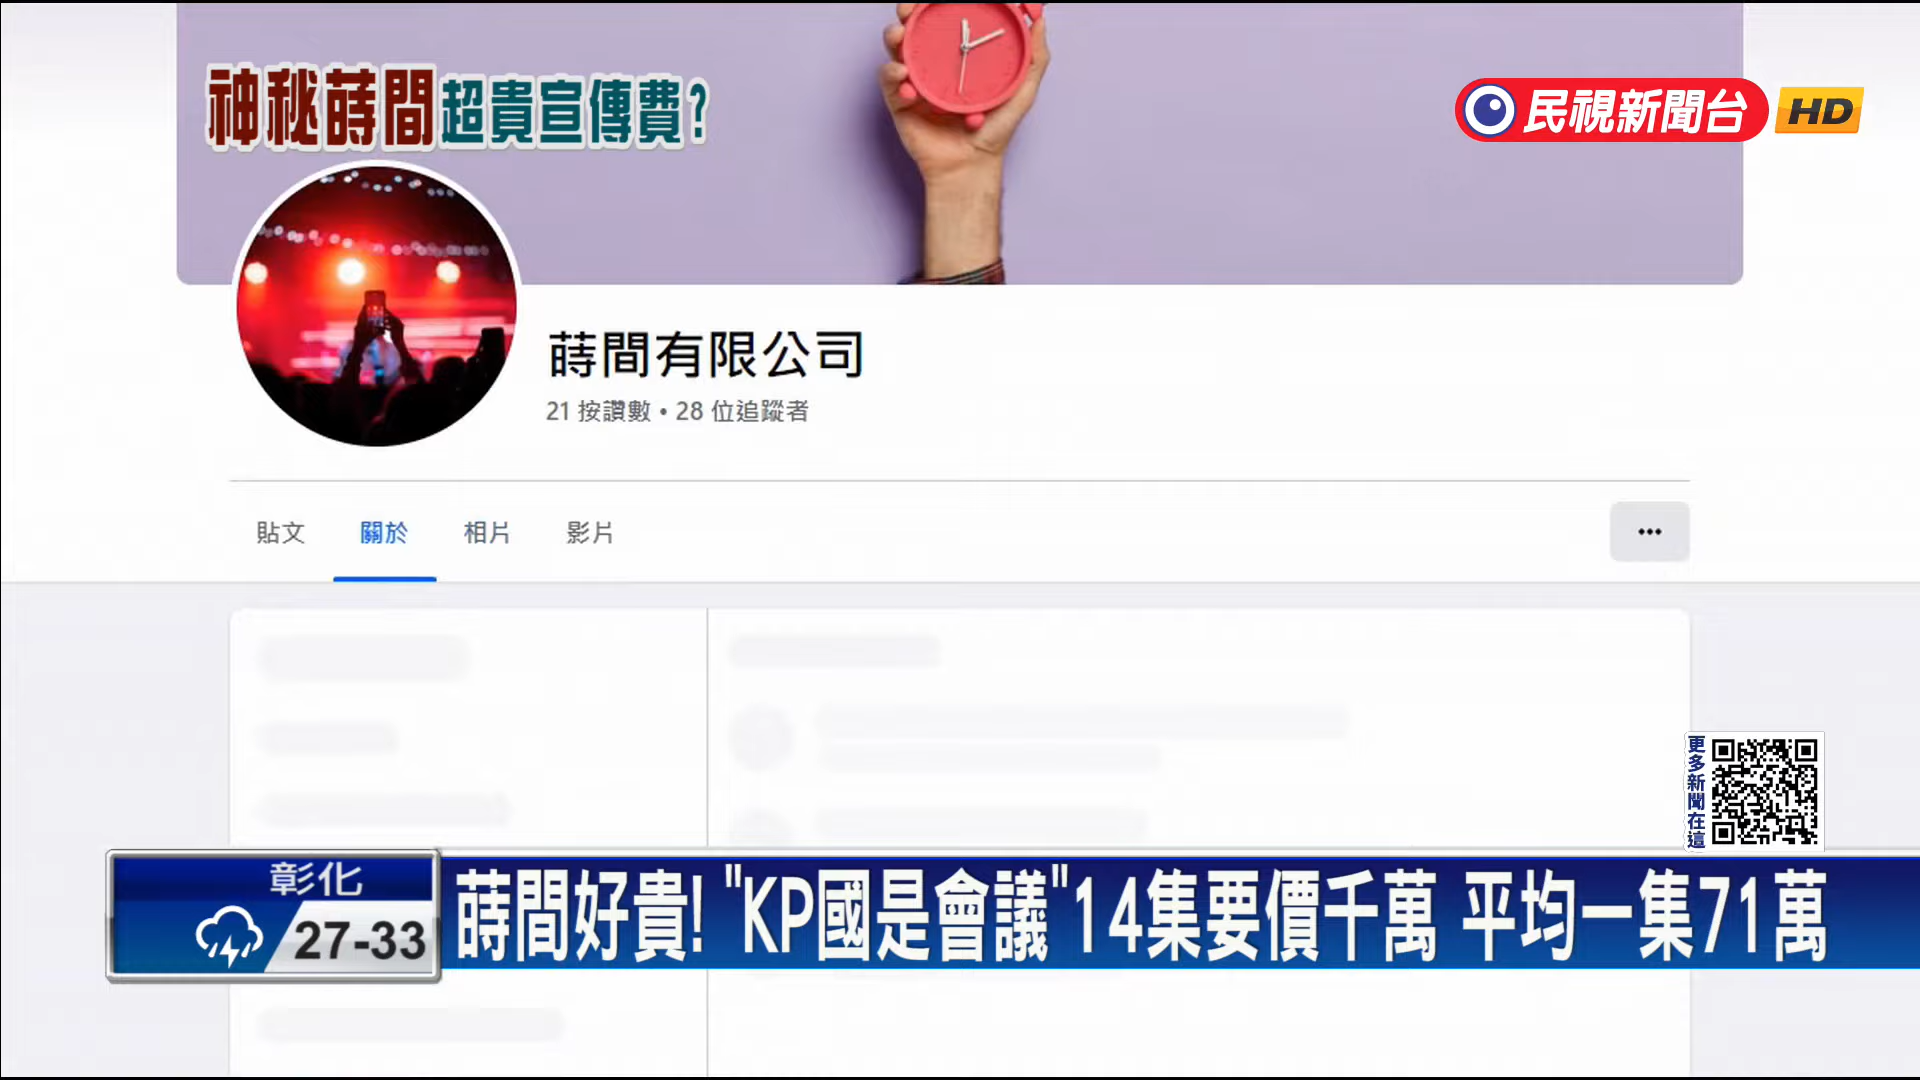 神秘蒔間超貴宣傳費?
民視新聞台 HD
蒔間有限公司
21 按讚數 • 28 位追蹤者
貼文 關於 相片 影片
更多新聞在這
彰化
27-33
蒔間好貴! "KP國是會議"14集要價千萬 平均一集71萬